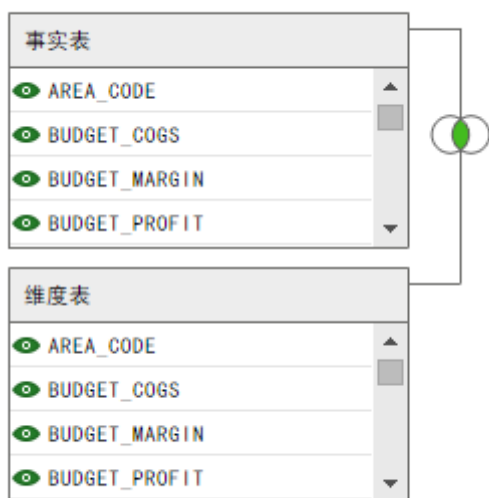 事实表
AREA_CODE
BUDGET_COGS
BUDGET_MARGIN
BUDGET_PROFIT
维度表
AREA_CODE
BUDGET_COGS
BUDGET_MARGIN
BUDGET_PROFIT